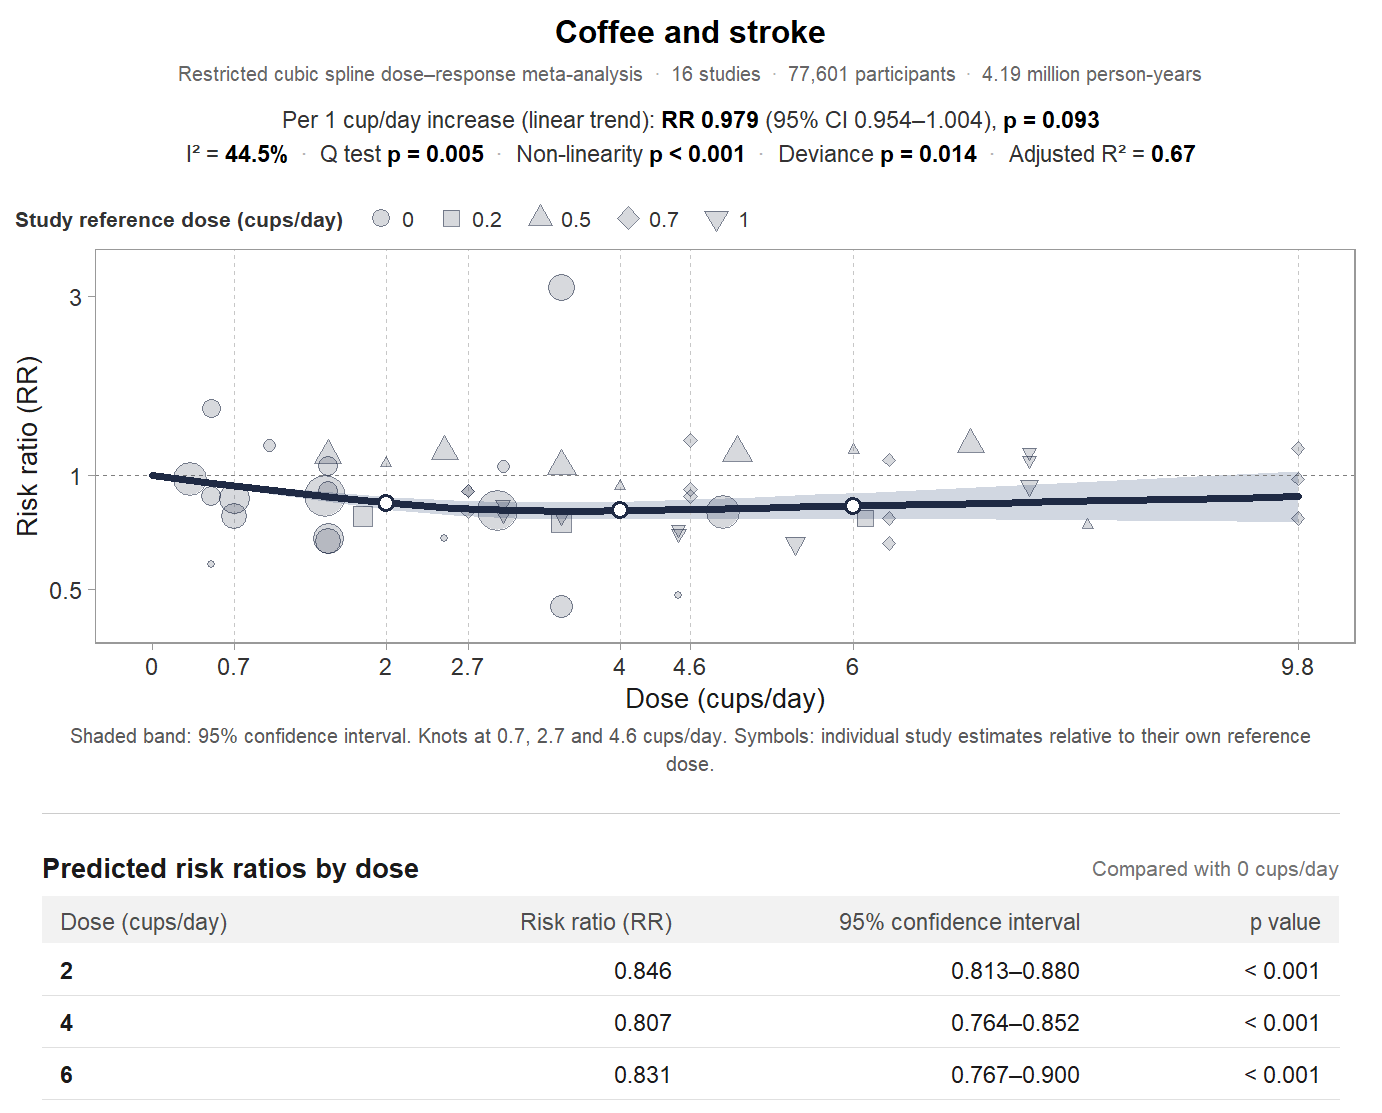 Coffee and stroke
Restricted cubic spline dose–response meta-analysis · 16 studies · 77,601 participants · 4.19 million person-years
Per 1 cup/day increase (linear trend): RR 0.979 (95% CI 0.954–1.004), p = 0.093
I² = 44.5% · Q test p = 0.005 · Non-linearity p < 0.001 · Deviance p = 0.014 · Adjusted R² = 0.67
Study reference dose (cups/day) 0 0.2 0.5 0.7 1
Risk ratio (RR)
3
1
0.5
0 0.7 2 2.7 4 4.6 6 9.8
Dose (cups/day)
Shaded band: 95% confidence interval. Knots at 0.7, 2.7 and 4.6 cups/day. Symbols: individual study estimates relative to their own reference
dose.
Predicted risk ratios by dose Compared with 0 cups/day
Dose (cups/day) Risk ratio (RR) 95% confidence interval p value
2 0.846 0.813–0.880 < 0.001
4 0.807 0.764–0.852 < 0.001
6 0.831 0.767–0.900 < 0.001